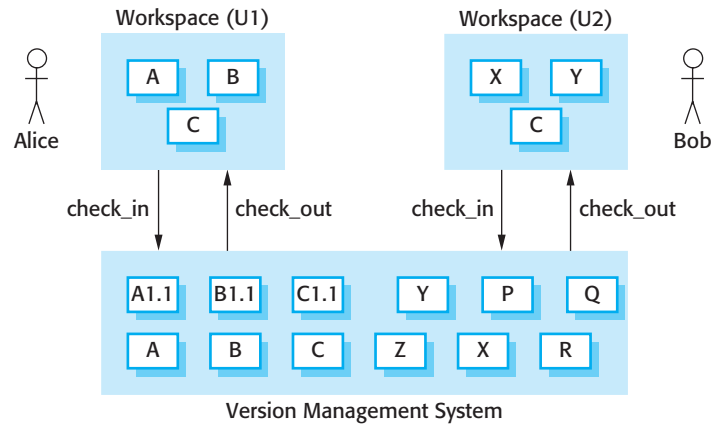 Workspace (U1)
Workspace (U2)
A
B
X
Y
C
C
Alice
Bob
check_in
check_out
check_in
check_out
A1.1
B1.1
C1.1
Y
P
Q
A
B
C
Z
X
R
Version Management System